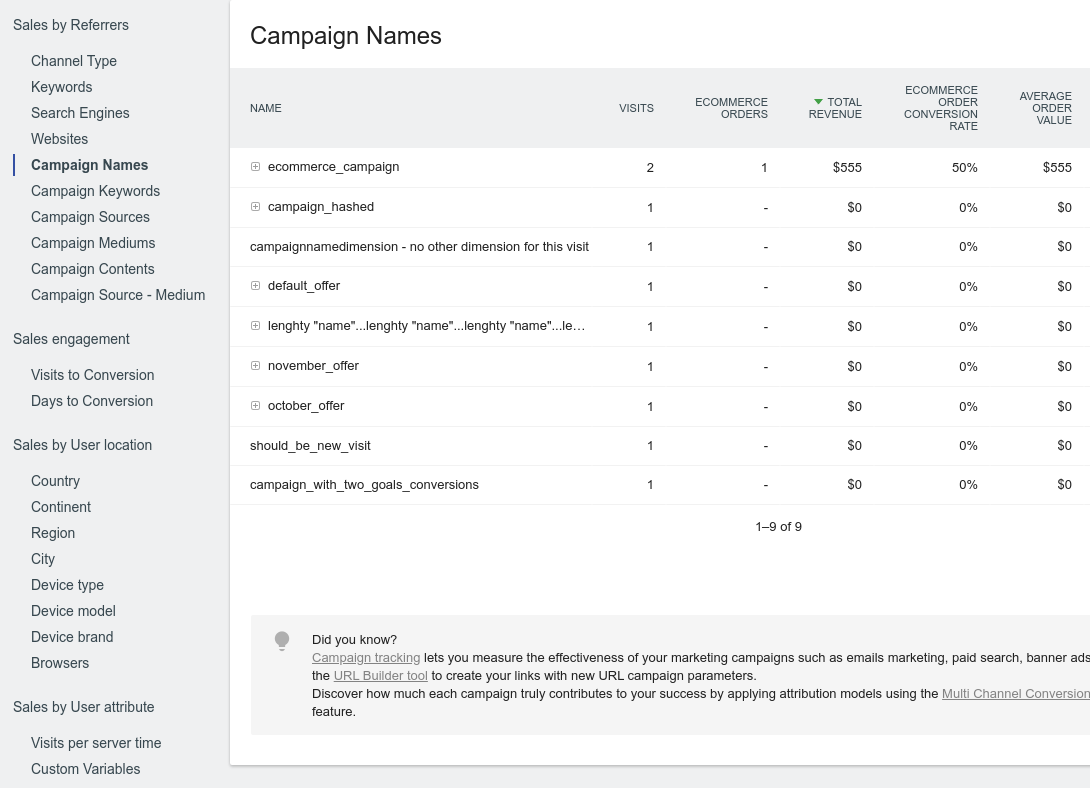 Sales by Referrers
Channel Type
Keywords
Search Engines
Websites
Campaign Names
Campaign Keywords
Campaign Sources
Campaign Mediums
Campaign Contents
Campaign Source - Medium
Sales engagement
Visits to Conversion
Days to Conversion
Sales by User location
Country
Continent
Region
City
Device type
Device model
Device brand
Browsers
Sales by User attribute
Visits per server time
Custom Variables
Campaign Names
NAME VISITS ECOMMERCE ORDERS TOTAL REVENUE ECOMMERCE ORDER CONVERSION RATE AVERAGE ORDER VALUE
ecommerce_campaign 2 1 $555 50% $555
campaign_hashed 1 - $0 0% $0
campaignnamedimension - no other dimension for this visit 1 - $0 0% $0
default_offer 1 - $0 0% $0
lenghty "name"...lenghty "name"...lenghty "name"...le… 1 - $0 0% $0
november_offer 1 - $0 0% $0
october_offer 1 - $0 0% $0
should_be_new_visit 1 - $0 0% $0
campaign_with_two_goals_conversions 1 - $0 0% $0
1–9 of 9
Did you know?
Campaign tracking lets you measure the effectiveness of your marketing campaigns such as emails marketing, paid search, banner ads
the URL Builder tool to create your links with new URL campaign parameters.
Discover how much each campaign truly contributes to your success by applying attribution models using the Multi Channel Conversion
feature.